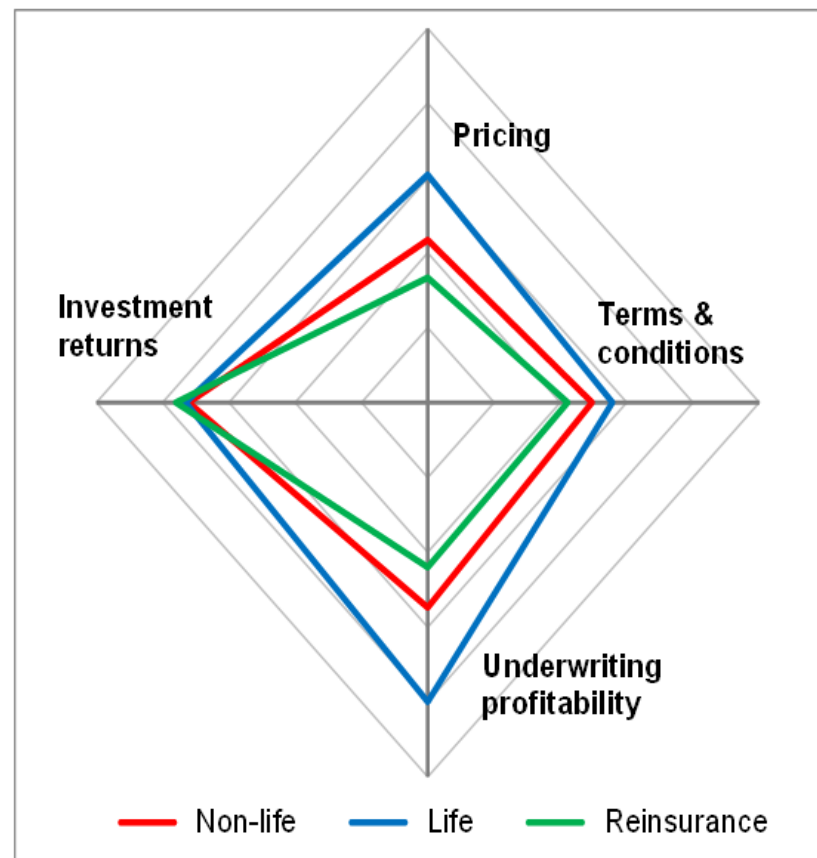 Pricing
Investment
returns
Terms &
conditions
Underwriting
profitability
Non-life
Life
Reinsurance